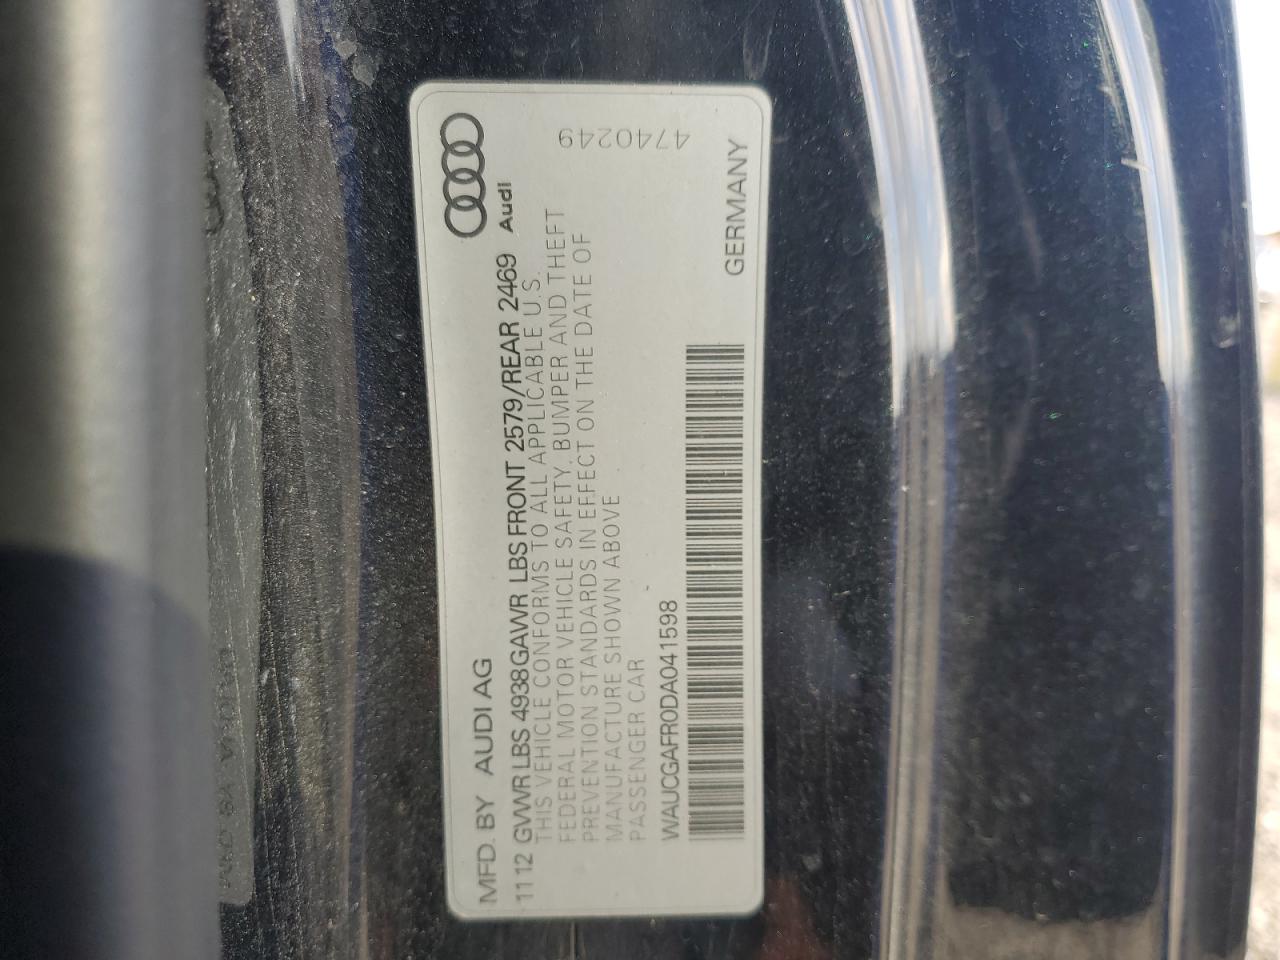 MFD. BY AUDI AG
Audi
1112 GVWR LBS 4938 GAWR LBS FRONT 2579/REAR 2469
THIS VEHICLE CONFORMS TO ALL APPLICABLE U.S.
FEDERAL MOTOR VEHICLE SAFETY, BUMPER AND THEFT
PREVENTION STANDARDS IN EFFECT ON THE DATE OF
MANUFACTURE SHOWN ABOVE
PASSENGER CAR
4740249
WAUCGAFR0DA041598
GERMANY